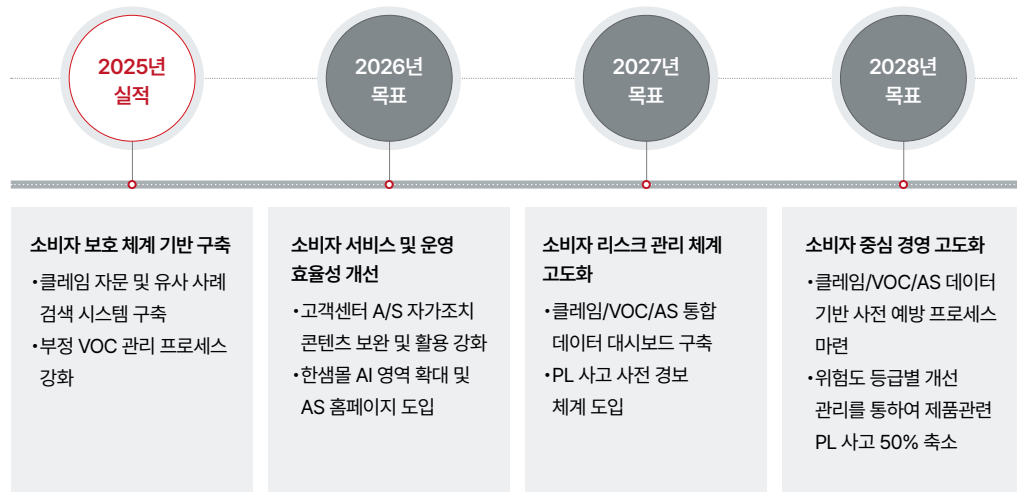 2025년
실적
2026년
목표
2027년
목표
2028년
목표
소비자 보호 체계 기반 구축
•클레임 자문 및 유사 사례
검색 시스템 구축
•부정 VOC 관리 프로세스
강화
소비자 서비스 및 운영
효율성 개선
•고객센터 A/S 자가조치
콘텐츠 보완 및 활용 강화
•한샘몰 AI 영역 확대 및
AS 홈페이지 도입
소비자 리스크 관리 체계
고도화
•클레임/VOC/AS 통합
데이터 대시보드 구축
•PL 사고 사전 경보
체계 도입
소비자 중심 경영 고도화
•클레임/VOC/AS 데이터
기반 사전 예방 프로세스
마련
•위험도 등급별 개선
관리를 통하여 제품관련
PL 사고 50% 축소